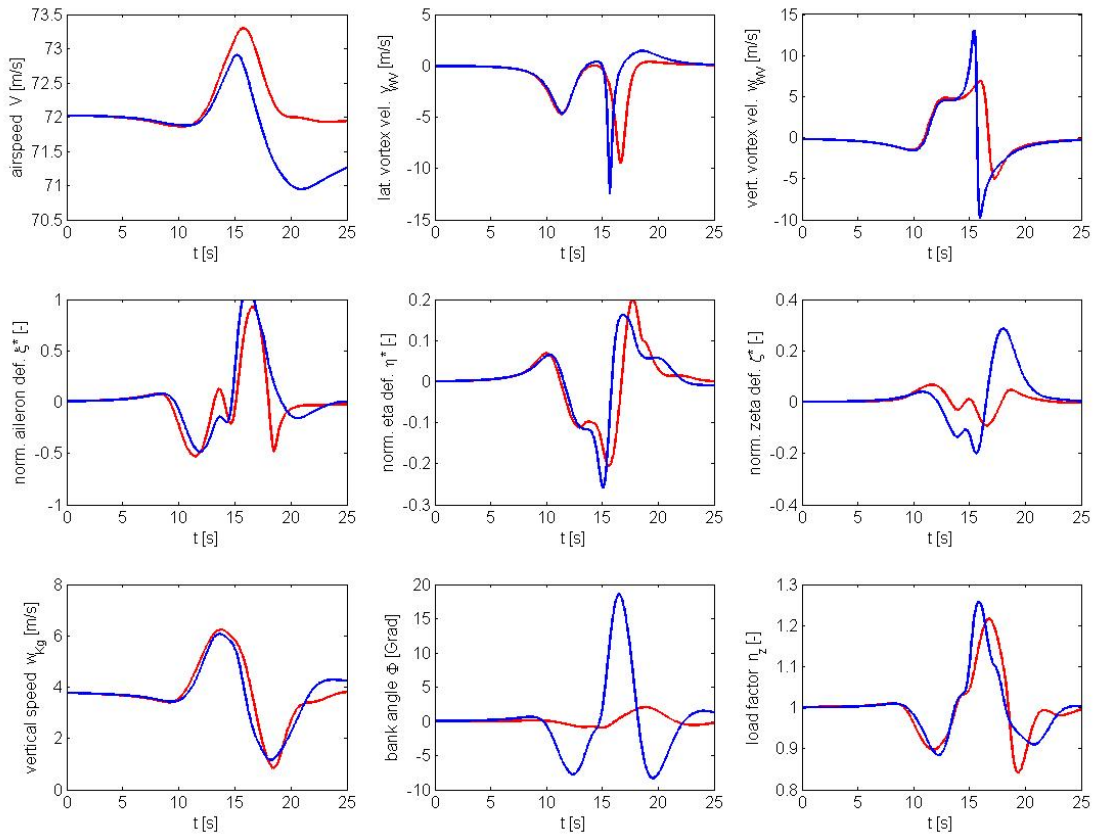 73.5
73
72.5
72
71.5
71
70.5
airspeed V [m/s]
0 5 10 15 20 25
t [s]
5
0
-5
-10
-15
lat. vortex vel. γWV [m/s]
0 5 10 15 20 25
t [s]
15
10
5
0
-5
-10
vert. vortex vel. wWV [m/s]
0 5 10 15 20 25
t [s]
1
0.5
0
-0.5
-1
norm. aileron def. ξ* [-]
0 5 10 15 20 25
t [s]
0.2
0.1
0
-0.1
-0.2
-0.3
norm. eta def. η* [-]
0 5 10 15 20 25
t [s]
0.4
0.2
0
-0.2
-0.4
norm. zeta def. ζ* [-]
0 5 10 15 20 25
t [s]
8
6
4
2
0
vertical speed wKg [m/s]
0 5 10 15 20 25
t [s]
20
15
10
5
0
-5
-10
bank angle Φ [Grad]
0 5 10 15 20 25
t [s]
1.3
1.2
1.1
1
0.9
0.8
load factor nz [-]
0 5 10 15 20 25
t [s]